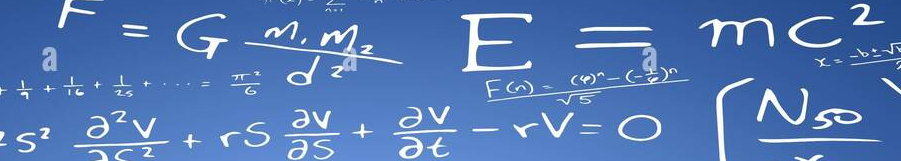 F = G m₁m₂/d²
E = mc²
x = -b±√
+ 1/9 + 1/16 + 1/25 + ... = π²/6
F(n) = (φ)ⁿ-(-1/φ)ⁿ/√5
s² ∂²V/∂S² + rS ∂V/∂S + ∂V/∂t - rV = 0
N₅₀
a a